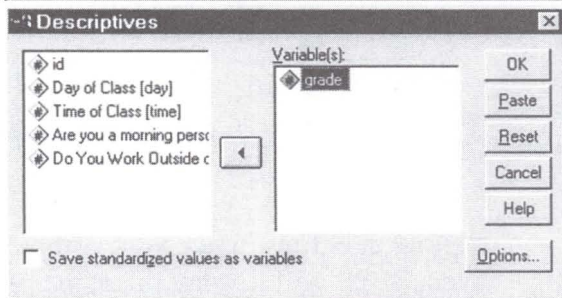 Descriptives
id
Day of Class [day]
Time of Class [time]
Are you a morning perso
Do You Work Outside o
Variable(s):
grade
OK
Paste
Reset
Cancel
Help
Save standardized values as variables
Options...